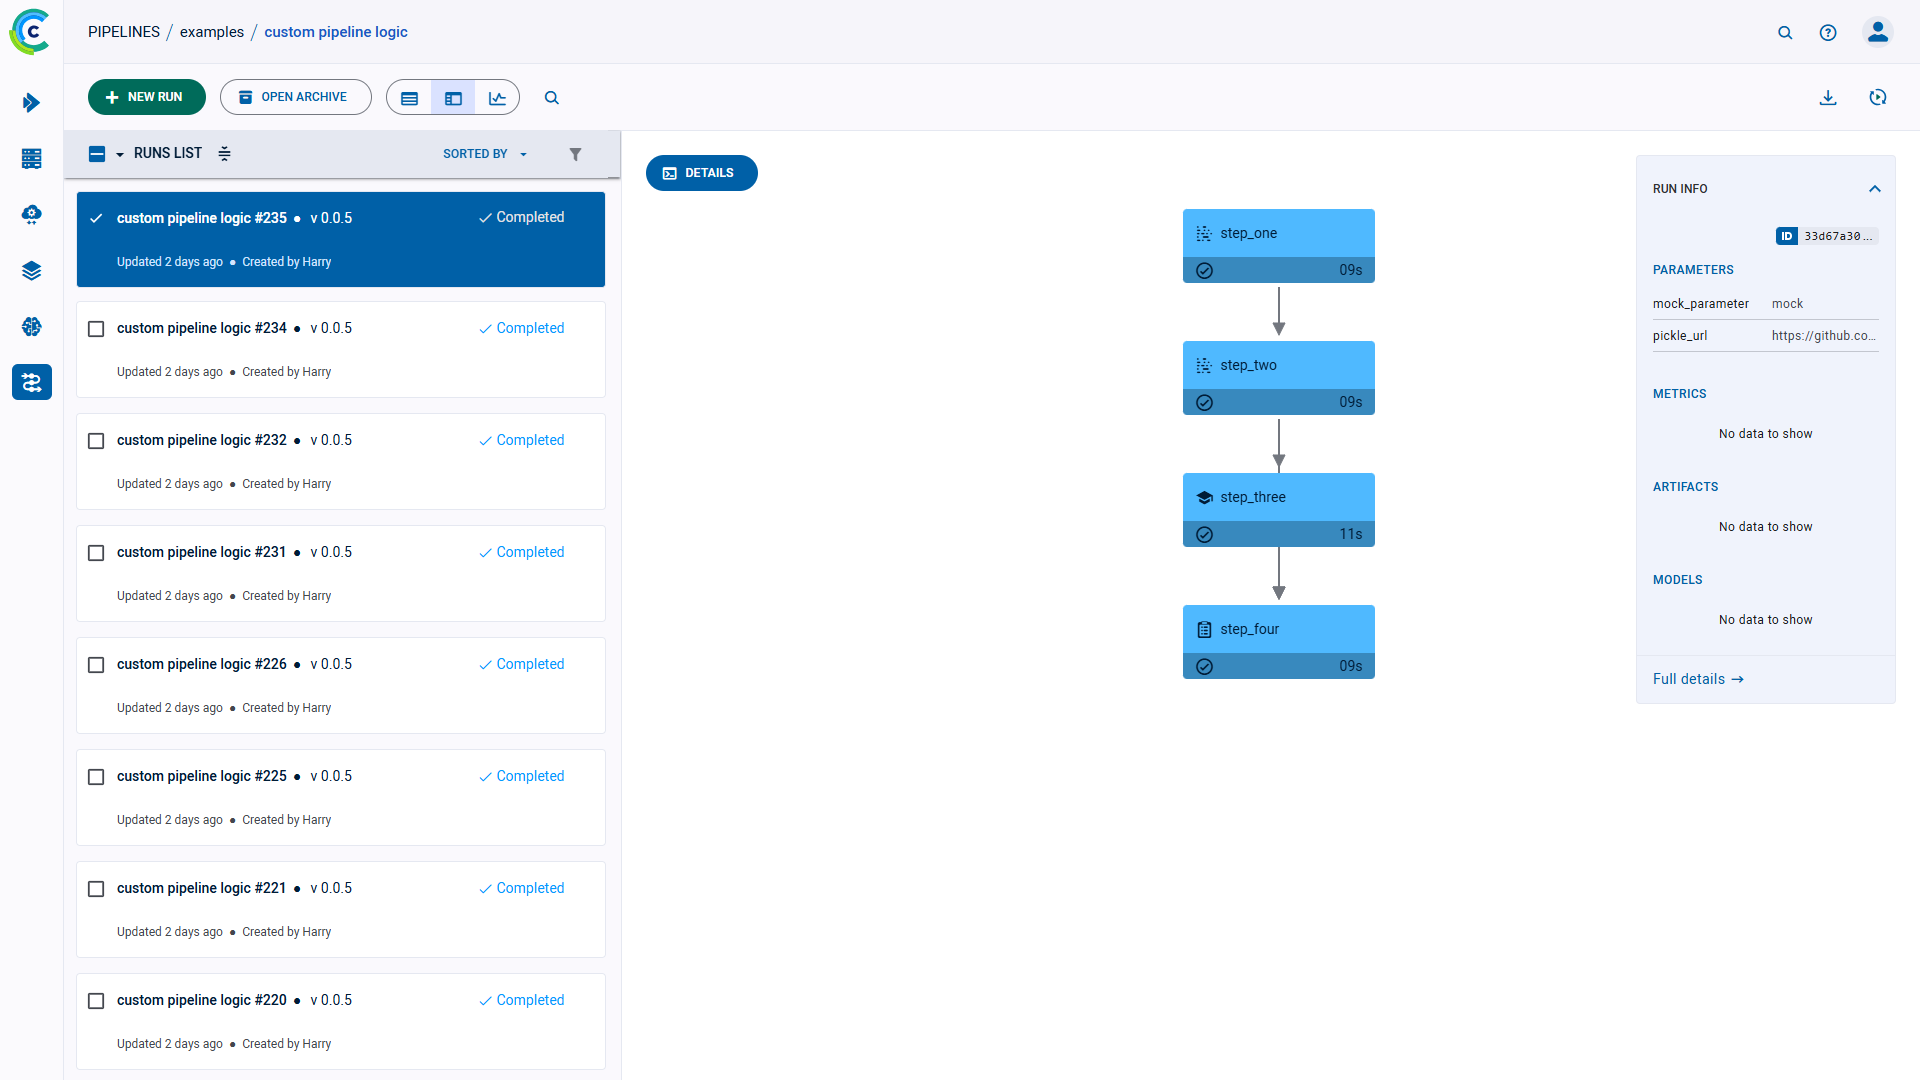 PIPELINES / examples / custom pipeline logic
NEW RUN
OPEN ARCHIVE
RUNS LIST
SORTED BY
custom pipeline logic #235 ● v 0.0.5
Completed
Updated 2 days ago ● Created by Harry
custom pipeline logic #234 ● v 0.0.5
Completed
Updated 2 days ago ● Created by Harry
custom pipeline logic #232 ● v 0.0.5
Completed
Updated 2 days ago ● Created by Harry
custom pipeline logic #231 ● v 0.0.5
Completed
Updated 2 days ago ● Created by Harry
custom pipeline logic #226 ● v 0.0.5
Completed
Updated 2 days ago ● Created by Harry
custom pipeline logic #225 ● v 0.0.5
Completed
Updated 2 days ago ● Created by Harry
custom pipeline logic #221 ● v 0.0.5
Completed
Updated 2 days ago ● Created by Harry
custom pipeline logic #220 ● v 0.0.5
Completed
Updated 2 days ago ● Created by Harry
DETAILS
step_one
09s
step_two
09s
step_three
11s
step_four
09s
RUN INFO
ID 33d67a30...
PARAMETERS
mock_parameter mock
pickle_url https://github.co...
METRICS
No data to show
ARTIFACTS
No data to show
MODELS
No data to show
Full details →